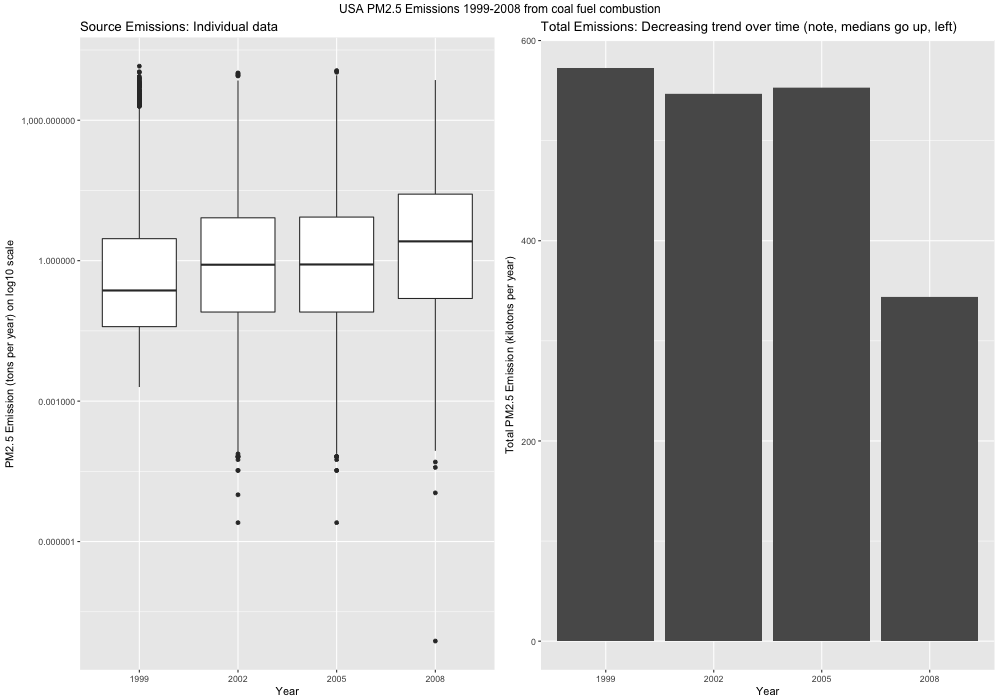 USA PM2.5 Emissions 1999-2008 from coal fuel combustion
Source Emissions: Individual data
PM2.5 Emission (tons per year) on log10 scale
1,000.000000
1.000000
0.001000
0.000001
1999 2002 2005 2008
Year
Total Emissions: Decreasing trend over time (note, medians go up, left)
Total PM2.5 Emission (kilotons per year)
600
400
200
0
1999 2002 2005 2008
Year